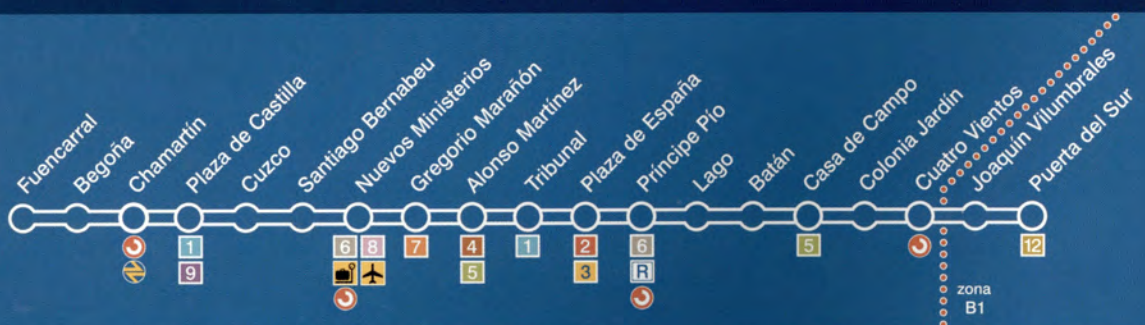 Fuencarral
Begoña
Chamartín
Plaza de Castilla
Cuzco
Santiago Bernabeu
Nuevos Ministerios
Gregorio Marañón
Alonso Martínez
Tribunal
Plaza de España
Príncipe Pío
Lago
Batán
Casa de Campo
Colonia Jardín
Cuatro Vientos
Joaquín Vilumbrales
Puerta del Sur
1
9
6 8
7
4
5
1
2
3
6
R
5
12
zona
B1